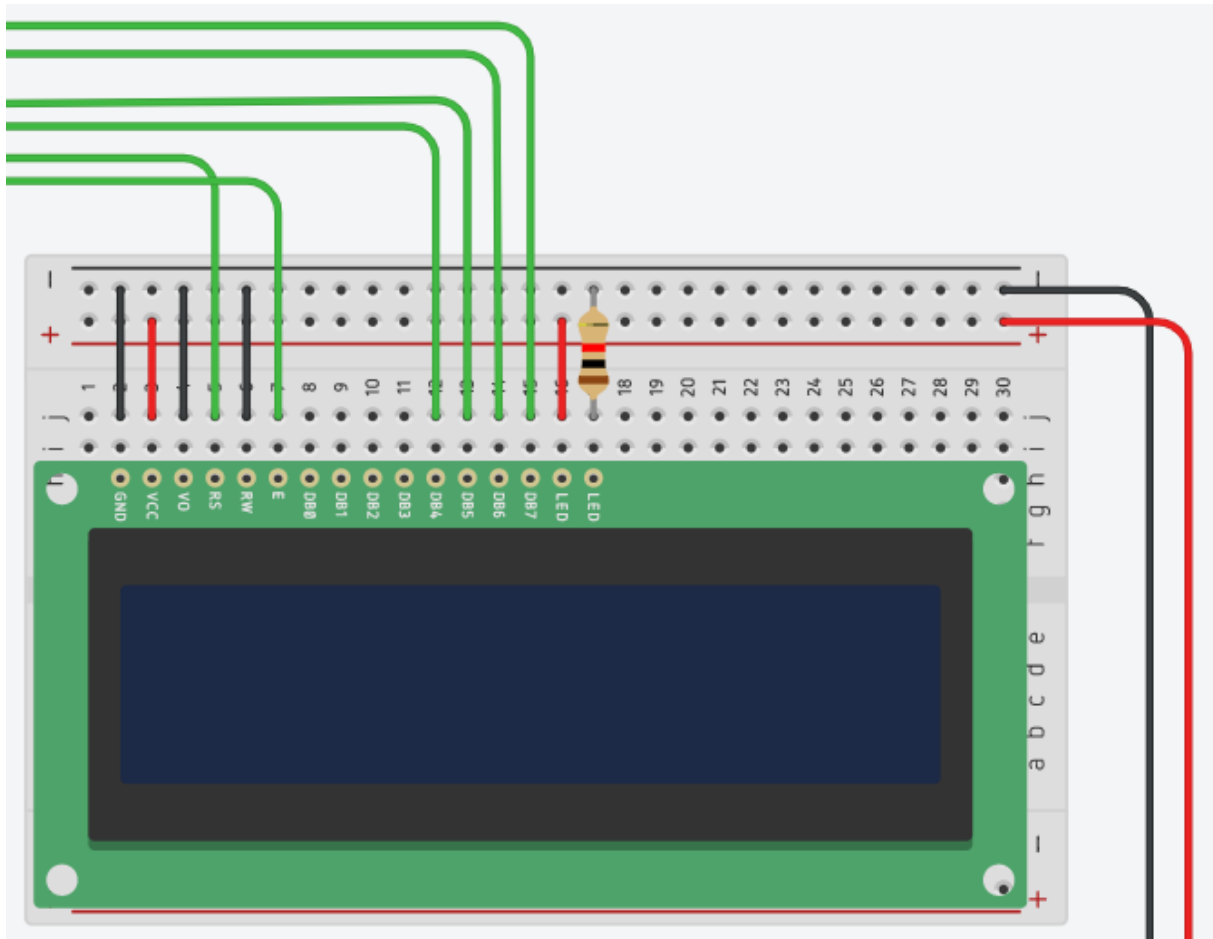 - -
+ +
1 2 3 4 5 6 7 8 9 10 11 12 13 14 15 16 18 19 20 21 22 23 24 25 26 27 28 29 30
j j
i i
h h
GND VCC VO RS RW E DB0 DB1 DB2 DB3 DB4 DB5 DB6 DB7 LED LED
g
f
e
d
c
b
a
-
+